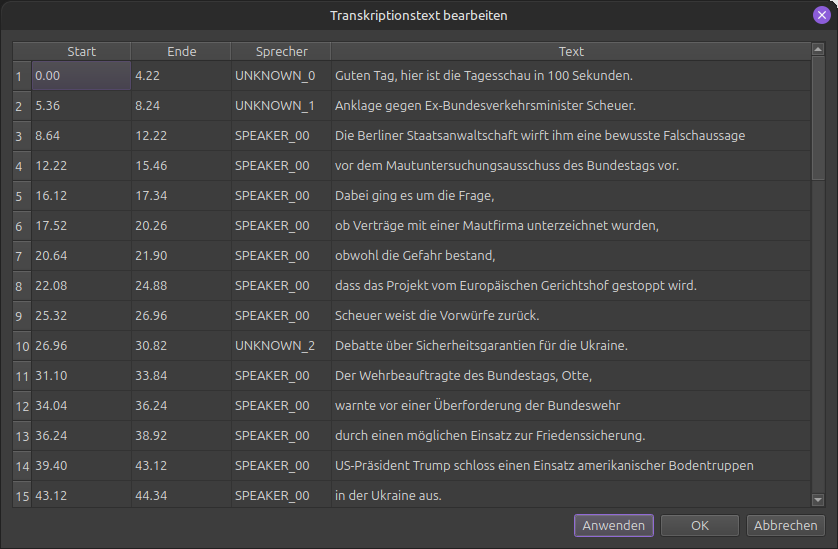 Transkriptionstext bearbeiten
Start Ende Sprecher Text
1 0.00 4.22 UNKNOWN_0 Guten Tag, hier ist die Tagesschau in 100 Sekunden.
2 5.36 8.24 UNKNOWN_1 Anklage gegen Ex-Bundesverkehrsminister Scheuer.
3 8.64 12.22 SPEAKER_00 Die Berliner Staatsanwaltschaft wirft ihm eine bewusste Falschaussage
4 12.22 15.46 SPEAKER_00 vor dem Mautuntersuchungsausschuss des Bundestags vor.
5 16.12 17.34 SPEAKER_00 Dabei ging es um die Frage,
6 17.52 20.26 SPEAKER_00 ob Verträge mit einer Mautfirma unterzeichnet wurden,
7 20.64 21.90 SPEAKER_00 obwohl die Gefahr bestand,
8 22.08 24.88 SPEAKER_00 dass das Projekt vom Europäischen Gerichtshof gestoppt wird.
9 25.32 26.96 SPEAKER_00 Scheuer weist die Vorwürfe zurück.
10 26.96 30.82 UNKNOWN_2 Debatte über Sicherheitsgarantien für die Ukraine.
11 31.10 33.84 SPEAKER_00 Der Wehrbeauftragte des Bundestags, Otte,
12 34.04 36.24 SPEAKER_00 warnte vor einer Überforderung der Bundeswehr
13 36.24 38.92 SPEAKER_00 durch einen möglichen Einsatz zur Friedenssicherung.
14 39.40 43.12 SPEAKER_00 US-Präsident Trump schloss einen Einsatz amerikanischer Bodentruppen
15 43.12 44.34 SPEAKER_00 in der Ukraine aus.
Anwenden OK Abbrechen